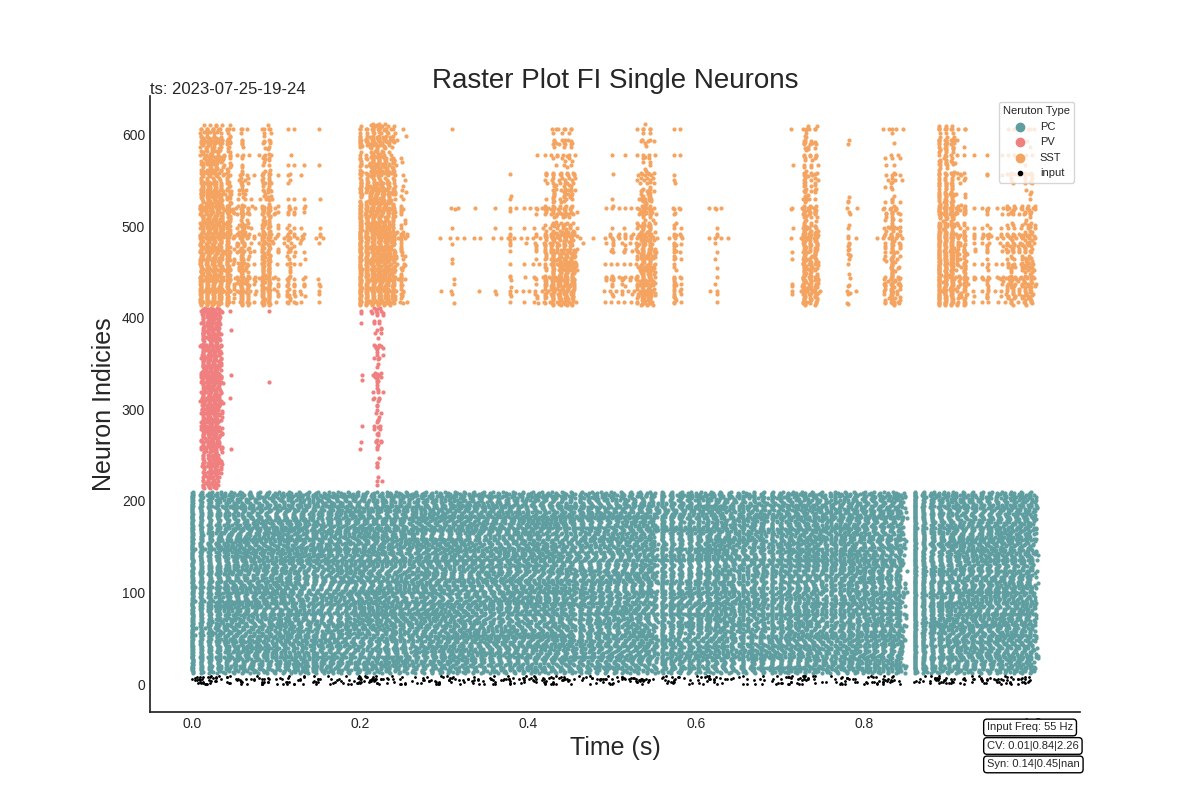 Raster Plot FI Single Neurons
ts: 2023-07-25-19-24
Neruton Type
PC
PV
SST
input
600
500
400
300
200
100
0
Neuron Indicies
0.0 0.2 0.4 0.6 0.8
Time (s)
Input Freq: 55 Hz
CV: 0.01|0.84|2.26
Syn: 0.14|0.45|nan